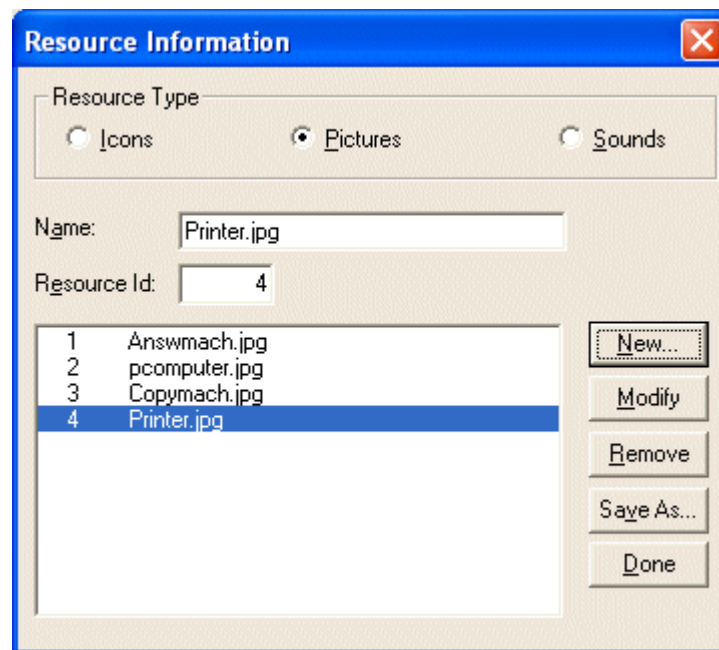 Resource Information
Resource Type
Icons Pictures Sounds
Name: Printer.jpg
Resource Id: 4
1 Answmach.jpg
2 pcomputer.jpg
3 Copymach.jpg
4 Printer.jpg
New...
Modify
Remove
Save As...
Done